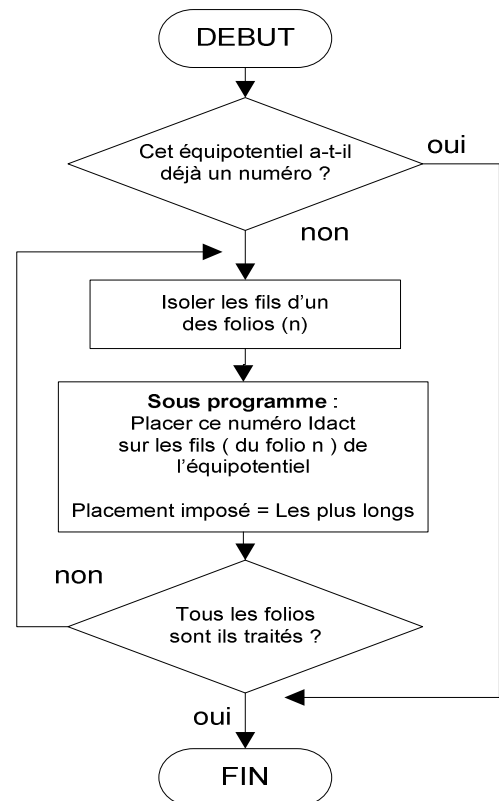 DEBUT
Cet équipotentiel a-t-il
déjà un numéro ?
oui
non
Isoler les fils d'un
des folios (n)
Sous programme :
Placer ce numéro Idact
sur les fils ( du folio n ) de
l'équipotentiel
Placement imposé = Les plus longs
non
Tous les folios
sont ils traités ?
oui
FIN